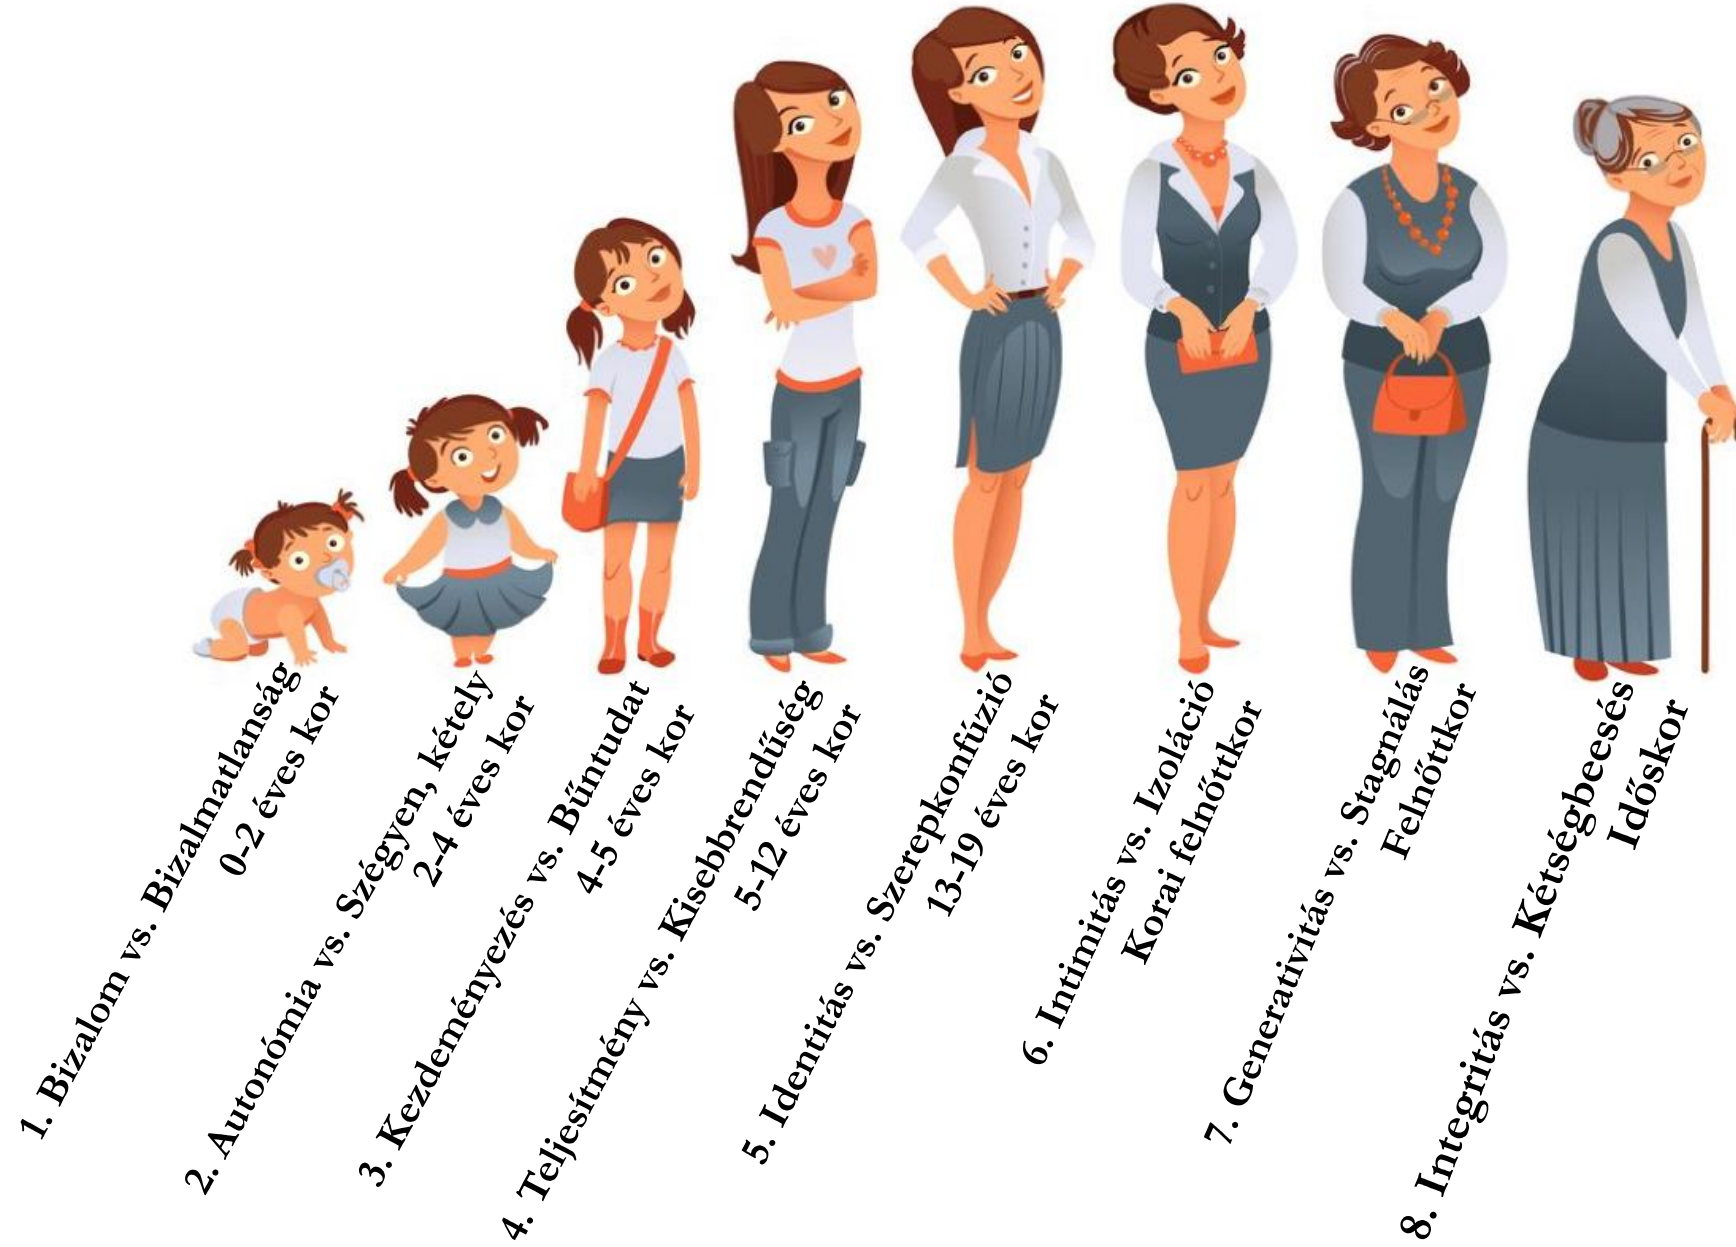 1. Bizalom vs. Bizalmatlanság
0-2 éves kor
2. Autonómia vs. Szégyen, kétely
2-4 éves kor
3. Kezdeményezés vs. Bűntudat
4-5 éves kor
4. Teljesítmény vs. Kisebbrendűség
5-12 éves kor
5. Identitás vs. Szerepkonfúzió
13-19 éves kor
6. Intimitás vs. Izoláció
Korai felnőttkor
7. Generativitás vs. Stagnálás
Felnőttkor
8. Integritás vs. Kétségbeesés
Időskor